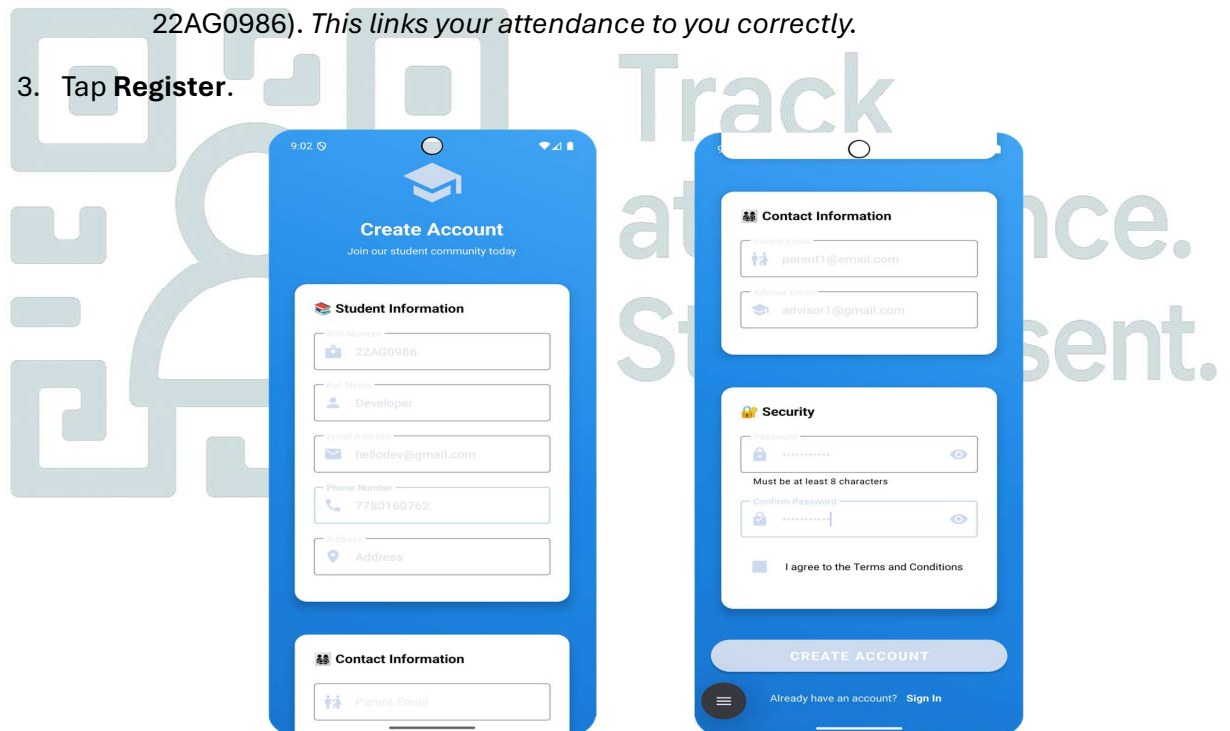 22AG0986). This links your attendance to you correctly.
3. Tap Register.
Track
at
nce.
St
sent.
9:02
Create Account
Join our student community today
📚 Student Information
Roll Number
22AG0986
Full Name
Developer
Email Address
hellodev@gmail.com
Phone Number
7780160762
Address
Address
Contact Information
Parent Email
9
Contact Information
Parent Email
parent1@email.com
Advisor Email
advisor1@gmail.com
🔐 Security
Password
Must be at least 8 characters
Confirm Password
I agree to the Terms and Conditions
CREATE ACCOUNT
Already have an account? Sign In